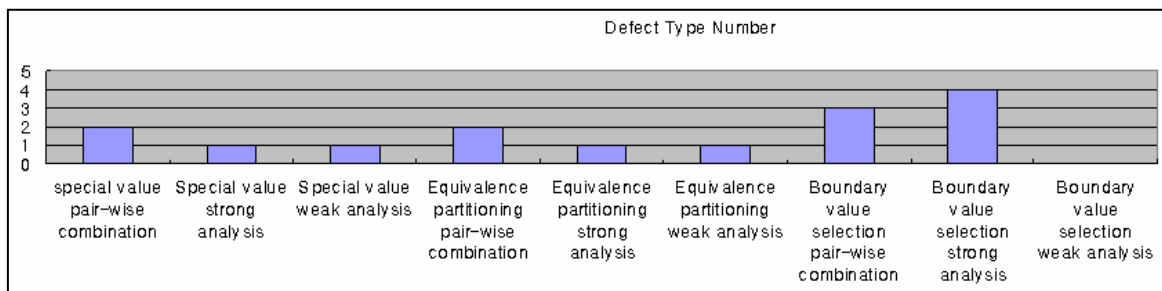 Defect Type Number
5
4
3
2
1
0
special value
pair-wise
combination
Special value
strong
analysis
Special value
weak analysis
Equivalence
partitioning
pair-wise
combination
Equivalence
partitioning
strong
analysis
Equivalence
partitioning
weak analysis
Boundary
value
selection
pair-wise
combination
Boundary
value
selection
strong
analysis
Boundary
value
selection
weak analysis